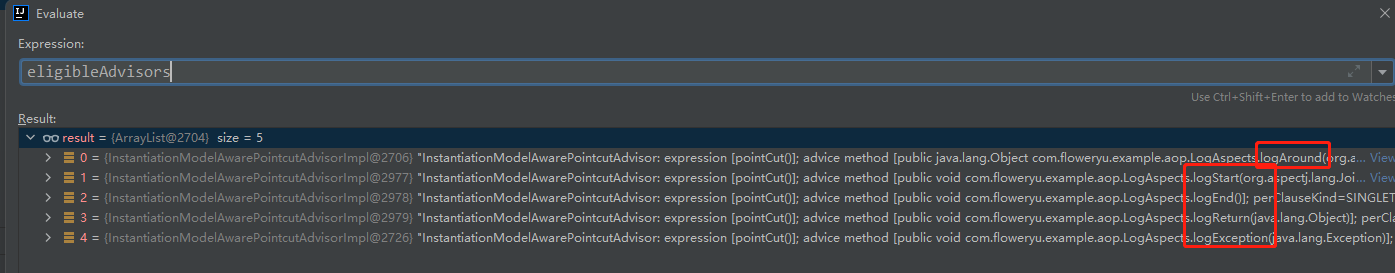 Evaluate
Expression:
eligibleAdvisors
Use Ctrl+Shift+Enter to add to Watches
Result:
result = {ArrayList@2704} size = 5
0 = {InstantiationModelAwarePointcutAdvisorImpl@2706} "InstantiationModelAwarePointcutAdvisor: expression [pointCut()]; advice method [public java.lang.Object com.floweryu.example.aop.LogAspects.logAround(org.a... View
1 = {InstantiationModelAwarePointcutAdvisorImpl@2977} "InstantiationModelAwarePointcutAdvisor: expression [pointCut()]; advice method [public void com.floweryu.example.aop.LogAspects.logStart(org.aspectj.lang.Joi... View
2 = {InstantiationModelAwarePointcutAdvisorImpl@2978} "InstantiationModelAwarePointcutAdvisor: expression [pointCut()]; advice method [public void com.floweryu.example.aop.LogAspects.logEnd()]; perClauseKind=SINGLET
3 = {InstantiationModelAwarePointcutAdvisorImpl@2979} "InstantiationModelAwarePointcutAdvisor: expression [pointCut()]; advice method [public void com.floweryu.example.aop.LogAspects.logReturn(java.lang.Object)]; perCla
4 = {InstantiationModelAwarePointcutAdvisorImpl@2726} "InstantiationModelAwarePointcutAdvisor: expression [pointCut()]; advice method [public void com.floweryu.example.aop.LogAspects.logException(java.lang.Exception)];